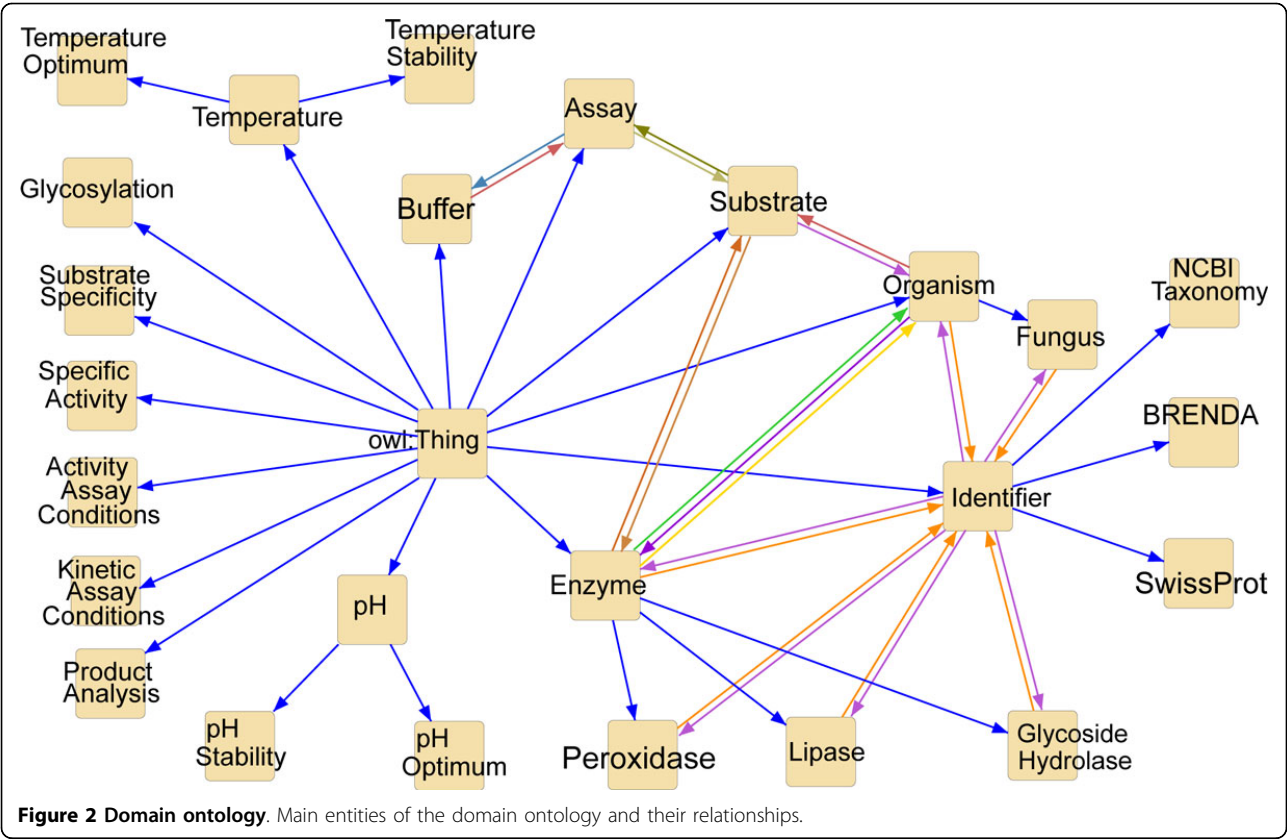 Temperature
Optimum
Temperature
Stability
Temperature
Assay
Glycosylation
Buffer
Substrate
Substrate
Specificity
Organism
NCBI
Taxonomy
Fungus
Specific
Activity
owl:Thing
BRENDA
Activity
Assay
Conditions
Identifier
Kinetic
Assay
Conditions
pH
Enzyme
SwissProt
Product
Analysis
pH
Stability
pH
Optimum
Peroxidase
Lipase
Glycoside
Hydrolase
Figure 2 Domain ontology. Main entities of the domain ontology and their relationships.